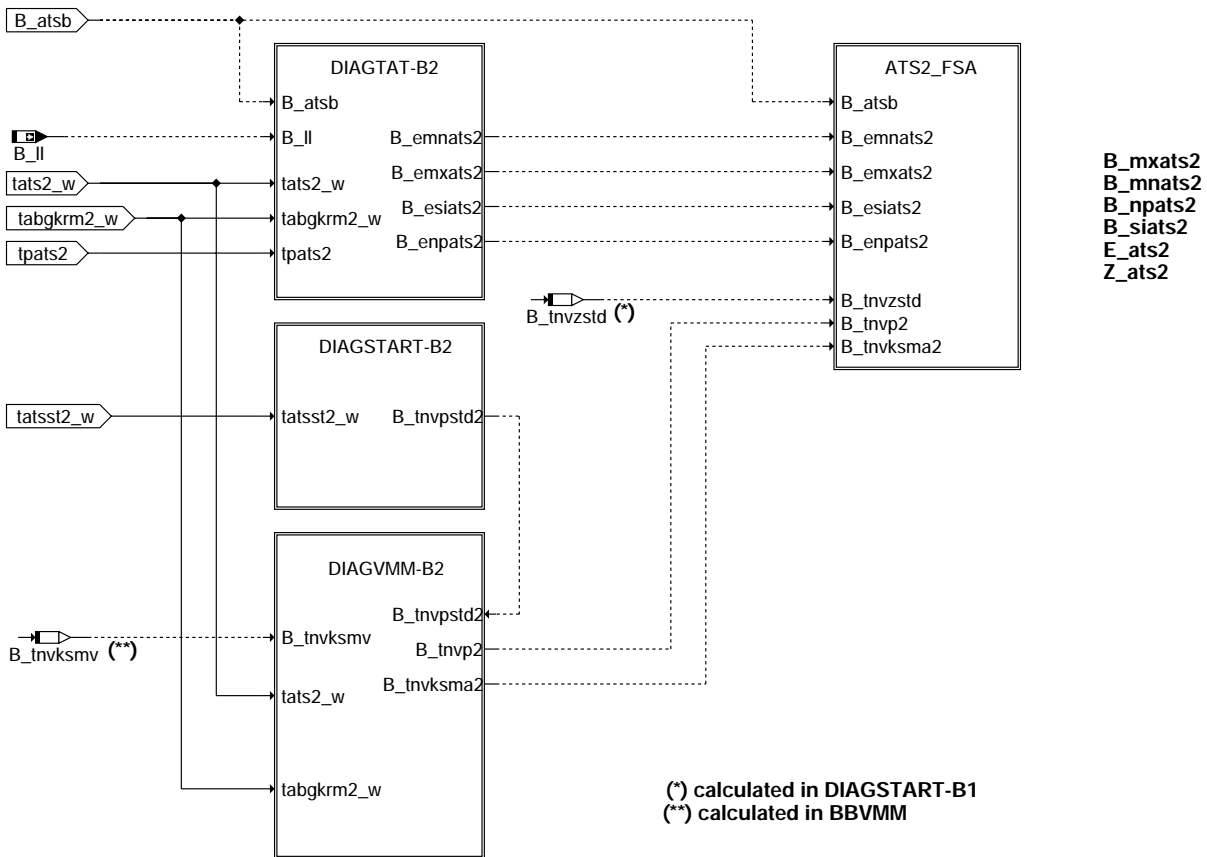 B_atsb
DIAGTAT-B2
ATS2_FSA
B_atsb
B_atsb
B_ll
B_emnats2
B_emnats2
B_ll
tats2_w
tats2_w
B_emxats2
B_emxats2
tabgkrm2_w
tabgkrm2_w
B_esiats2
B_esiats2
tpats2
tpats2
B_enpats2
B_enpats2
B_mxats2
B_mnats2
B_npats2
B_siats2
E_ats2
Z_ats2
B_tnvzstd (*)
B_tnvzstd
B_tnvp2
B_tnvksma2
DIAGSTART-B2
tatsst2_w
tatsst2_w
B_tnvpstd2
DIAGVMM-B2
B_tnvpstd2
B_tnvksmv (**)
B_tnvksmv
B_tnvp2
B_tnvksma2
tats2_w
tabgkrm2_w
(*) calculated in DIAGSTART-B1
(**) calculated in BBVMM